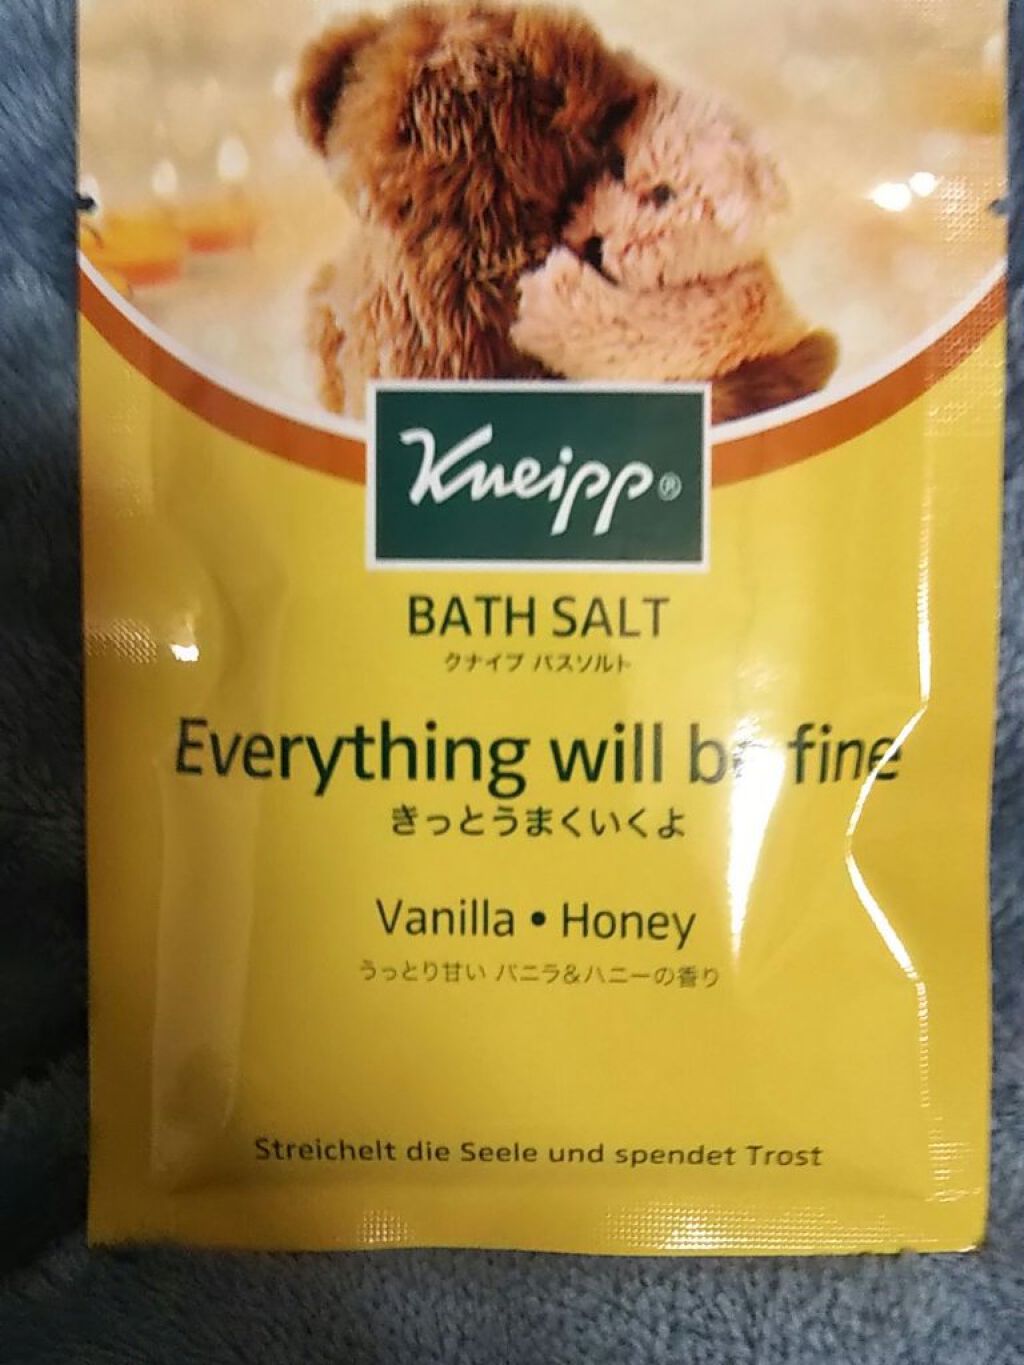 Kneipp®
BATH SALT
クナイプ バスソルト
Everything will be fine
きっとうまくいくよ
Vanilla • Honey
うっとり甘い バニラ&ハニーの香り
Streichelt die Seele und spendet Trost